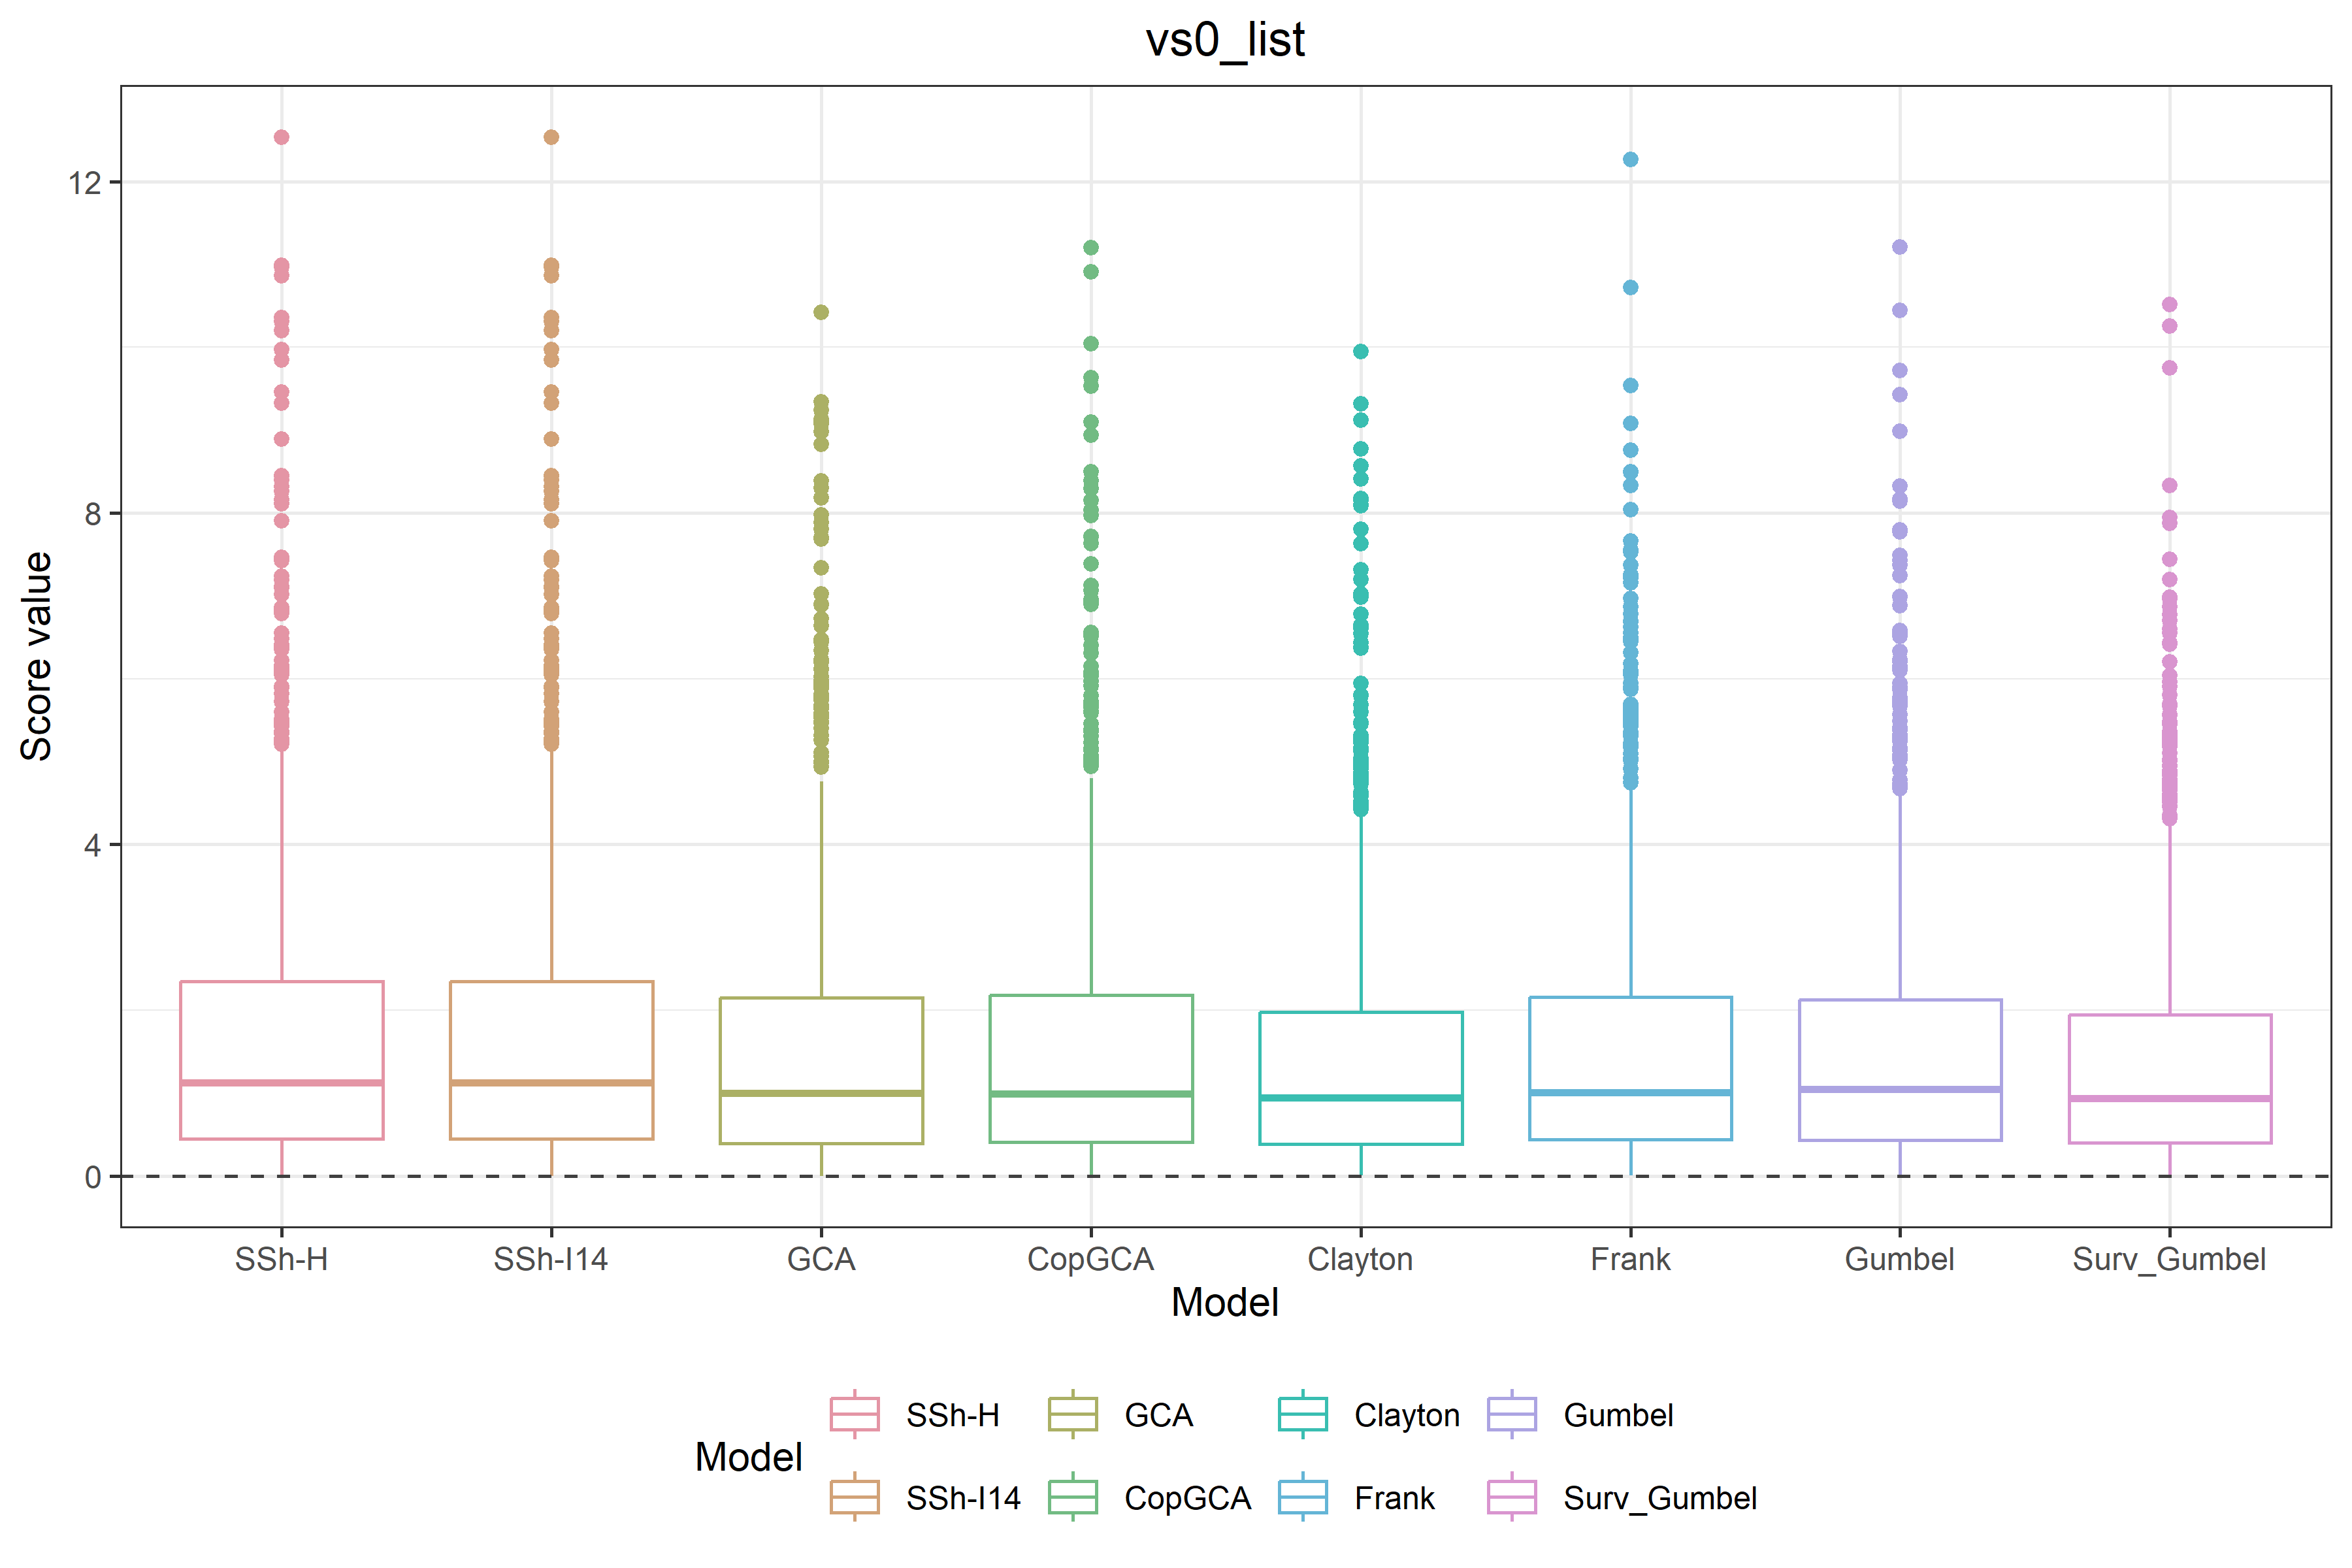 vs0_list
12
8
4
0
Score value
SSh-H SSh-I14 GCA CopGCA Clayton Frank Gumbel Surv_Gumbel
Model
Model
SSh-H GCA Clayton Gumbel
SSh-I14 CopGCA Frank Surv_Gumbel